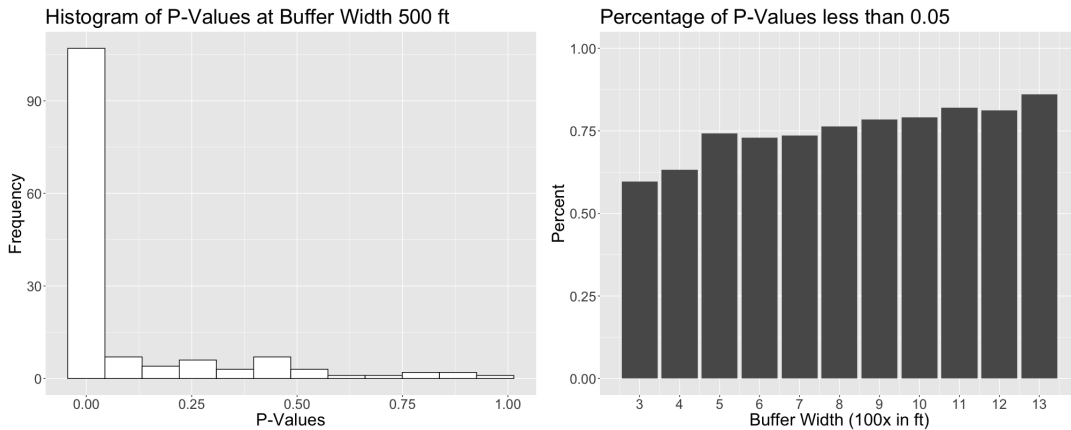 Histogram of P-Values at Buffer Width 500 ft
Frequency
90
60
30
0
0.00 0.25 0.50 0.75 1.00
P-Values
Percentage of P-Values less than 0.05
Percent
1.00
0.75
0.50
0.25
0.00
3 4 5 6 7 8 9 10 11 12 13
Buffer Width (100x in ft)